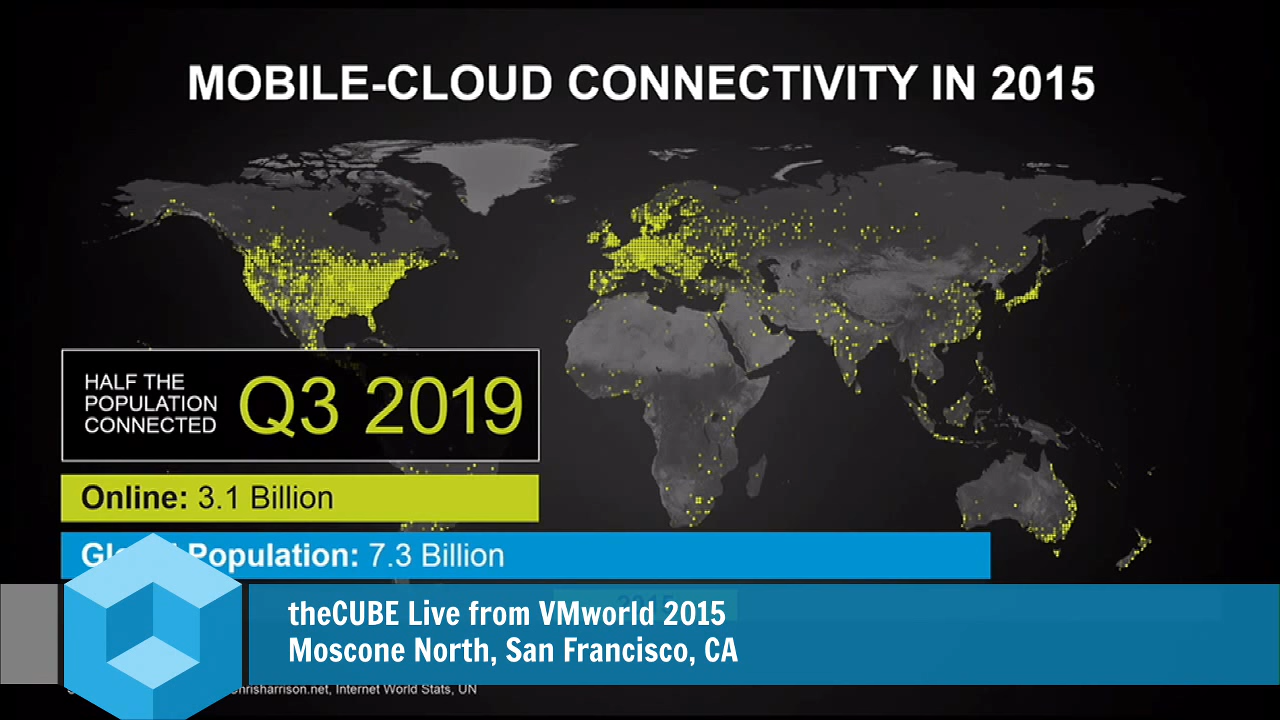 MOBILE-CLOUD CONNECTIVITY IN 2015
HALF THE
POPULATION
CONNECTED
Q3 2019
Online: 3.1 Billion
Population: 7.3 Billion
2015
theCUBE Live from VMworld 2015
Moscone North, San Francisco, CA
Internet World Stats, UN